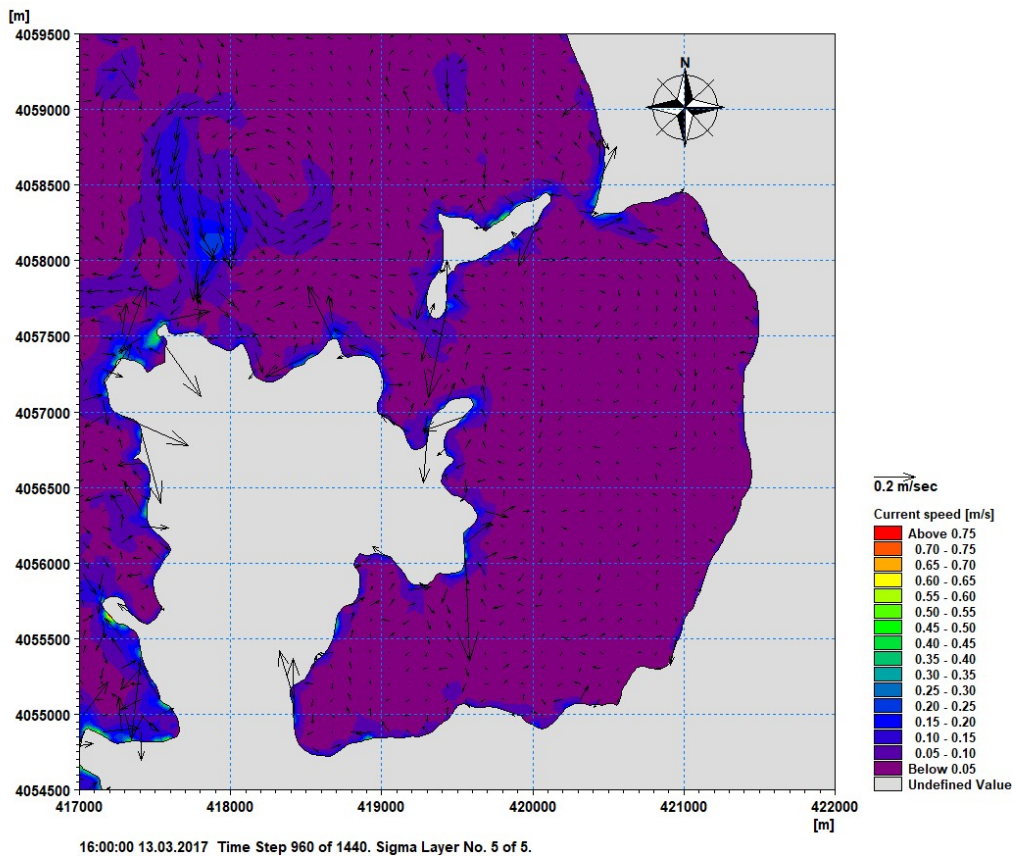 [m]
4059500
4059000
4058500
4058000
4057500
4057000
4056500
4056000
4055500
4055000
4054500
417000 418000 419000 420000 421000 422000
[m]
N
0.2 m/sec
Current speed [m/s]
Above 0.75
0.70 - 0.75
0.65 - 0.70
0.60 - 0.65
0.55 - 0.60
0.50 - 0.55
0.45 - 0.50
0.40 - 0.45
0.35 - 0.40
0.30 - 0.35
0.25 - 0.30
0.20 - 0.25
0.15 - 0.20
0.10 - 0.15
0.05 - 0.10
Below 0.05
Undefined Value
16:00:00 13.03.2017 Time Step 960 of 1440. Sigma Layer No. 5 of 5.